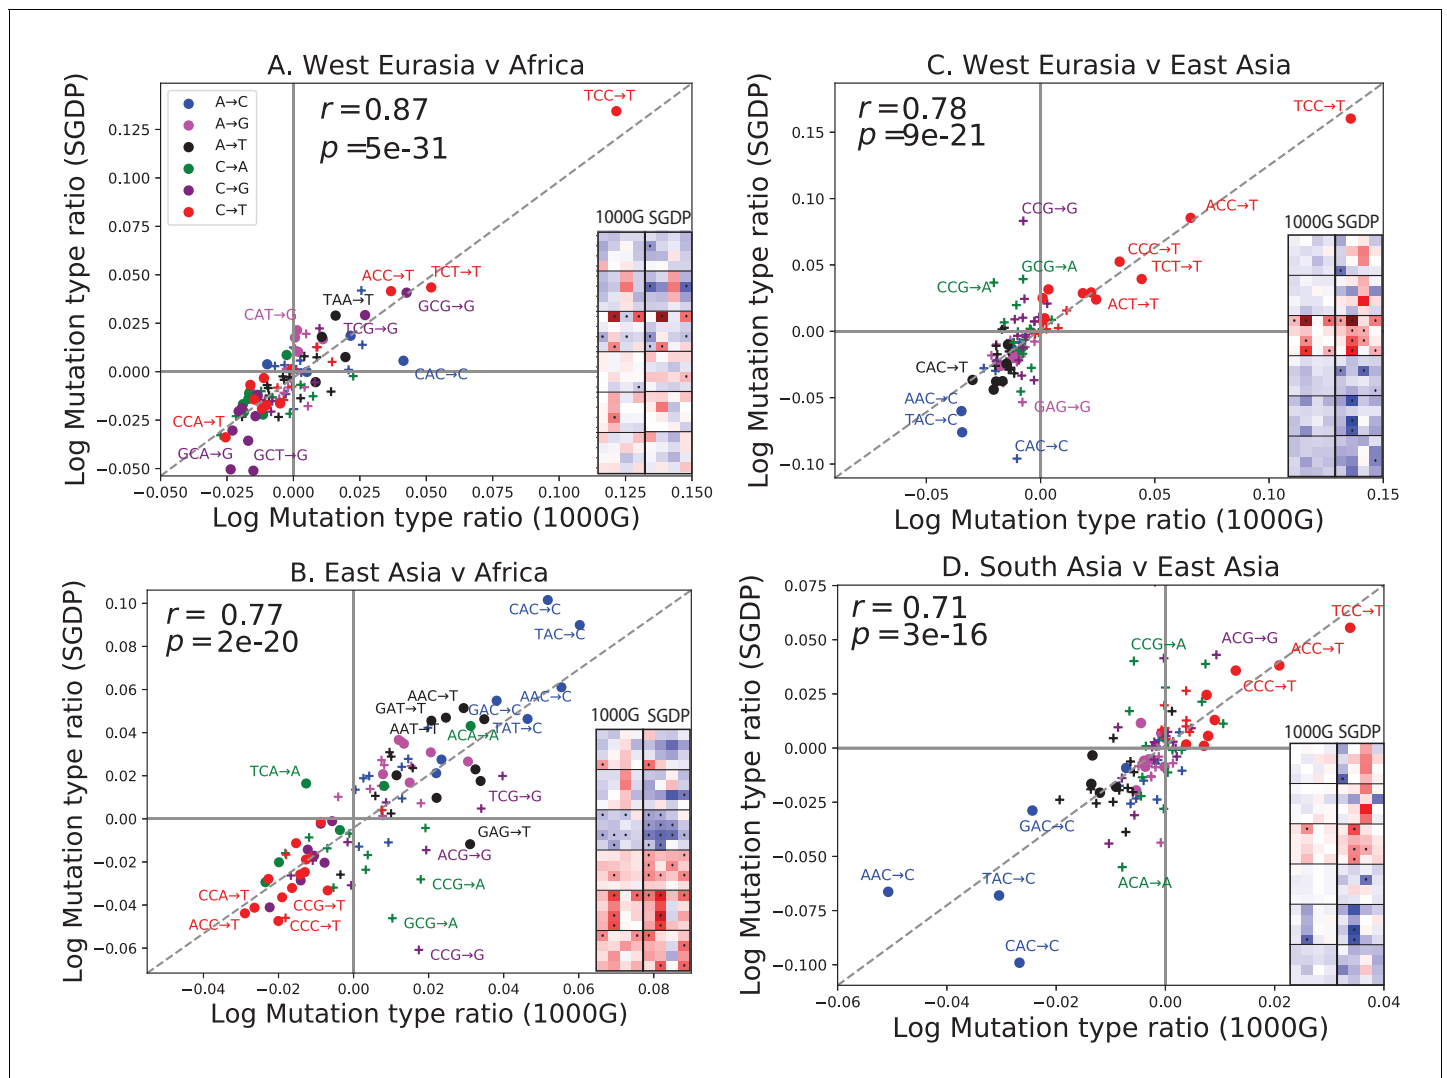 A. West Eurasia v Africa
Log Mutation type ratio (SGDP)
0.125
0.100
0.075
0.050
0.025
0.000
−0.025
−0.050
A→C
A→G
A→T
C→A
C→G
C→T
r = 0.87
p =5e-31
TCC→T
ACC→T
TCT→T
TAA→T
GCG→G
CAT→G
TCG→G
CAC→C
CCA→T
GCA→G
GCT→G
1000G
SGDP
−0.050
−0.025
0.000
0.025
0.050
0.075
0.100
0.125
0.150
Log Mutation type ratio (1000G)
C. West Eurasia v East Asia
Log Mutation type ratio (SGDP)
0.15
0.10
0.05
0.00
−0.05
−0.10
r = 0.78
p =9e-21
TCC→T
CCG→G
ACC→T
CCC→T
GCG→A
TCT→T
CCG→A
ACT→T
CAC→T
AAC→C
GAG→G
TAC→C
CAC→C
1000G
SGDP
−0.05
0.00
0.05
0.10
0.15
Log Mutation type ratio (1000G)
B. East Asia v Africa
Log Mutation type ratio (SGDP)
0.10
0.08
0.06
0.04
0.02
0.00
−0.02
−0.04
−0.06
r = 0.77
p =2e-20
CAC→C
TAC→C
AAC→T
AAC→C
GAT→T
GAC→C
AAT→T
TAT→C
ACA→A
TCA→A
TCG→G
GAG→T
ACG→G
CCA→T
CCG→T
CCG→A
ACC→T
CCC→T
GCG→A
CCG→G
1000G
SGDP
−0.04
−0.02
0.00
0.02
0.04
0.06
0.08
Log Mutation type ratio (1000G)
D. South Asia v East Asia
Log Mutation type ratio (SGDP)
0.075
0.050
0.025
0.000
−0.025
−0.050
−0.075
−0.100
r = 0.71
p =3e-16
TCC→T
CCG→A
ACG→G
ACC→T
CCC→T
GAC→C
AAC→C
TAC→C
ACA→A
CAC→C
1000G
SGDP
−0.06
−0.04
−0.02
0.00
0.02
0.04
Log Mutation type ratio (1000G)